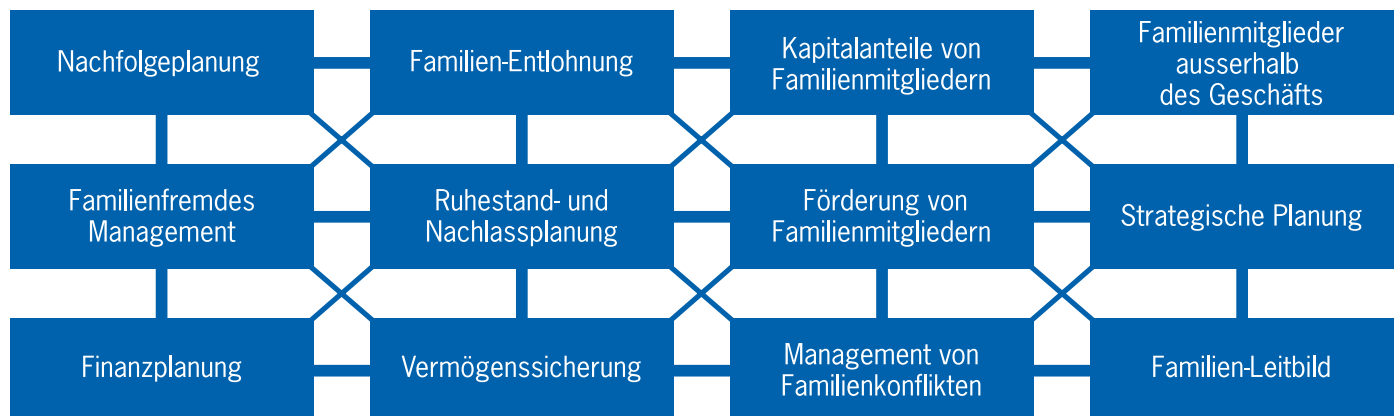 Nachfolgeplanung
Familien-Entlohnung
Kapitalanteile von
Familienmitgliedern
Familienmitglieder
ausserhalb
des Geschäfts
Familienfremdes
Management
Ruhestand- und
Nachlassplanung
Förderung von
Familienmitgliedern
Strategische Planung
Finanzplanung
Vermögenssicherung
Management von
Familienkonflikten
Familien-Leitbild